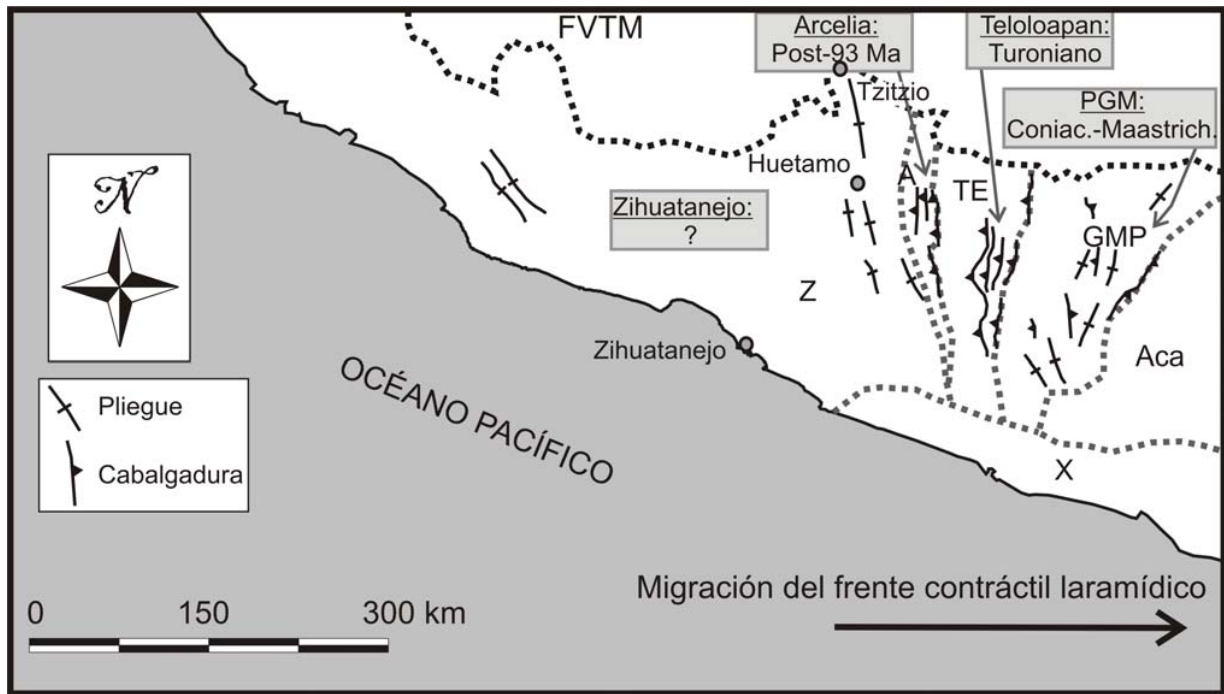 FVTM
Arcelia:
Post-93 Ma
Teloloapan:
Turoniano
Tzitzio
PGM:
Coniac.-Maastrich.
Huetamo
A
TE
N
Zihuatanejo:
?
GMP
Z
Zihuatanejo
Aca
OCÉANO PACÍFICO
Pliegue
Cabalgadura
X
Migración del frente contráctil laramídico
0 150 300 km